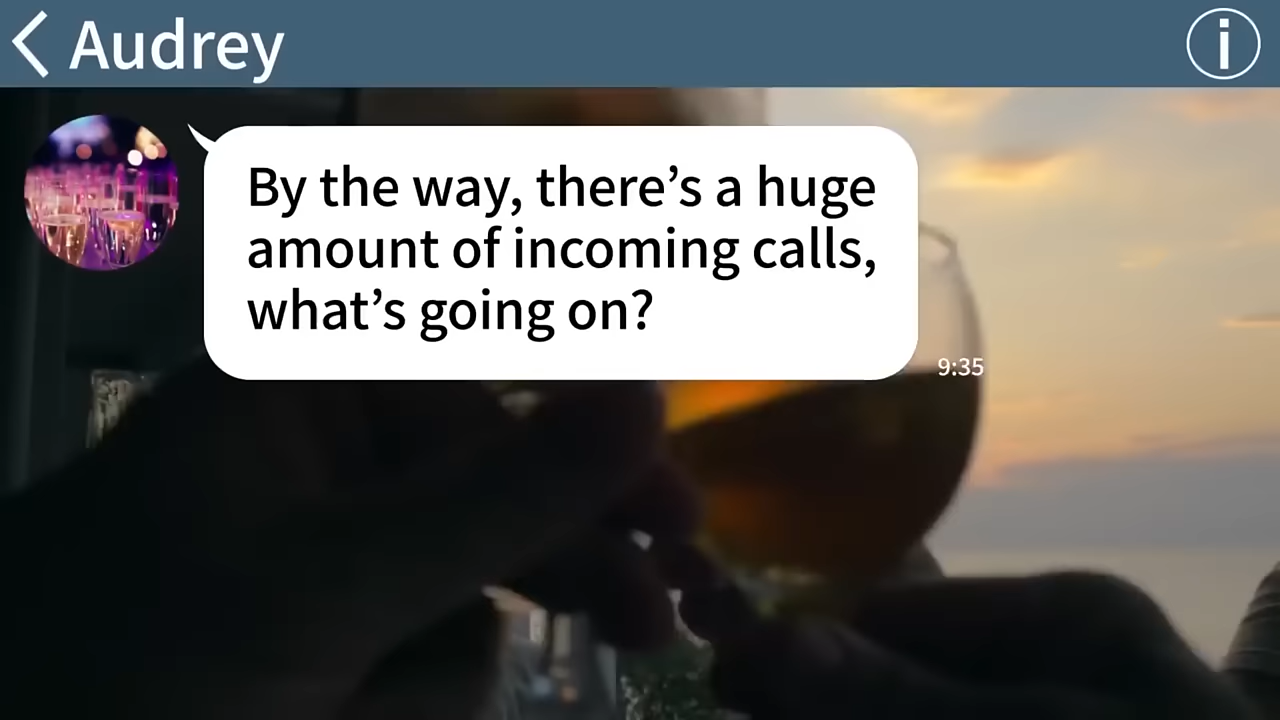 Audrey
By the way, there’s a huge
amount of incoming calls,
what’s going on?
9:35